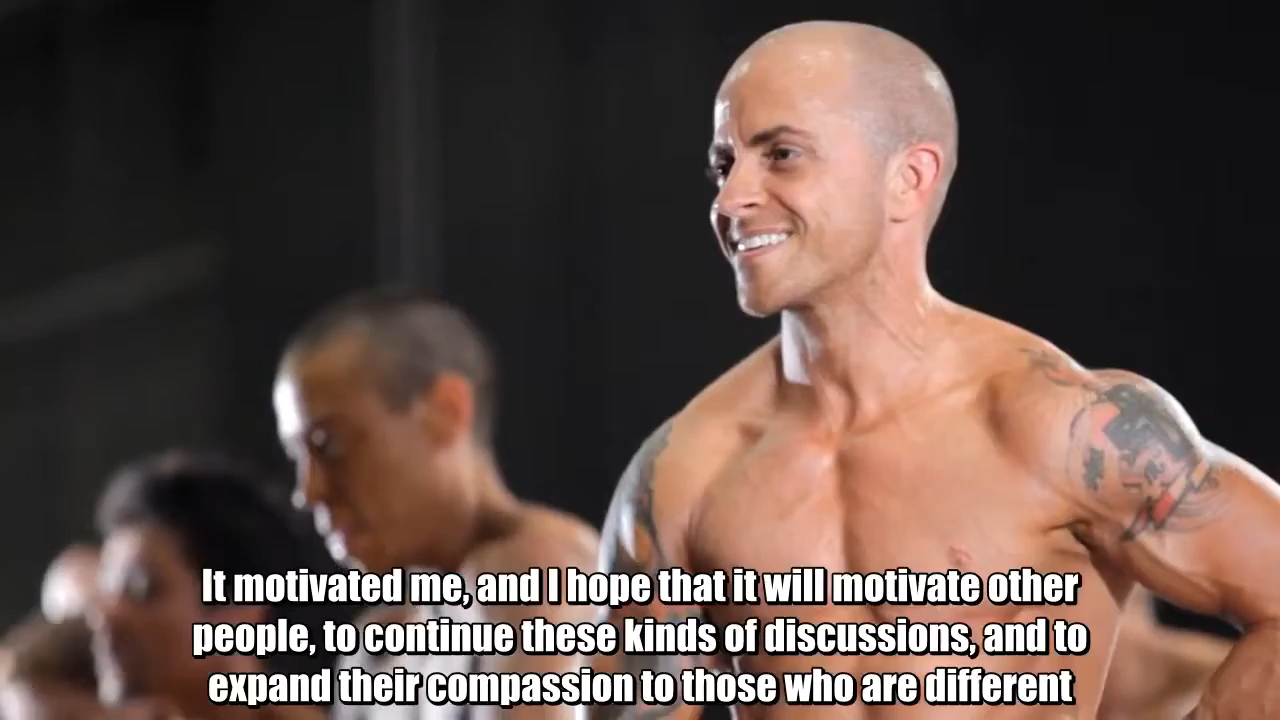 It motivated me, and I hope that it will motivate other
people, to continue these kinds of discussions, and to
expand their compassion to those who are different